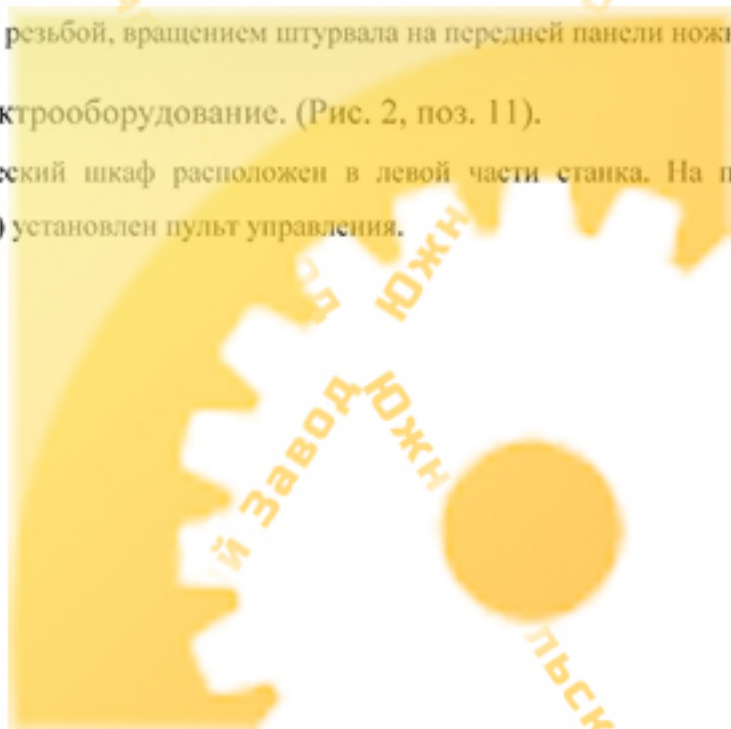 резьбой, вращением штурвала на передней панели нож
ктрооборудование. (Рис. 2, поз. 11).
еский шкаф расположен в левой части станка. На п
) установлен пульт управления.
Южн
од
й Завод
Южн
льск